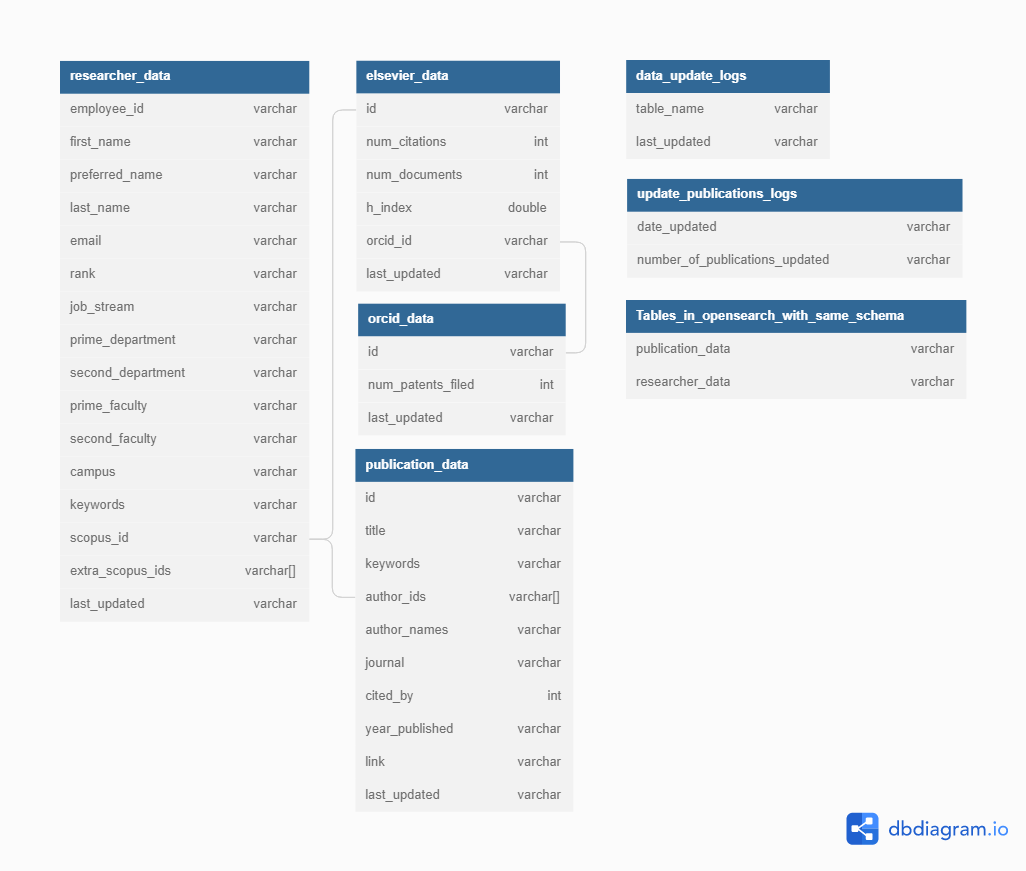 researcher_data
employee_id varchar
first_name varchar
preferred_name varchar
last_name varchar
email varchar
rank varchar
job_stream varchar
prime_department varchar
second_department varchar
prime_faculty varchar
second_faculty varchar
campus varchar
keywords varchar
scopus_id varchar
extra_scopus_ids varchar[]
last_updated varchar
elsevier_data
id varchar
num_citations int
num_documents int
h_index double
orcid_id varchar
last_updated varchar
orcid_data
id varchar
num_patents_filed int
last_updated varchar
publication_data
id varchar
title varchar
keywords varchar
author_ids varchar[]
author_names varchar
journal varchar
cited_by int
year_published varchar
link varchar
last_updated varchar
data_update_logs
table_name varchar
last_updated varchar
update_publications_logs
date_updated varchar
number_of_publications_updated varchar
Tables_in_opensearch_with_same_schema
publication_data varchar
researcher_data varchar
dbdiagram.io